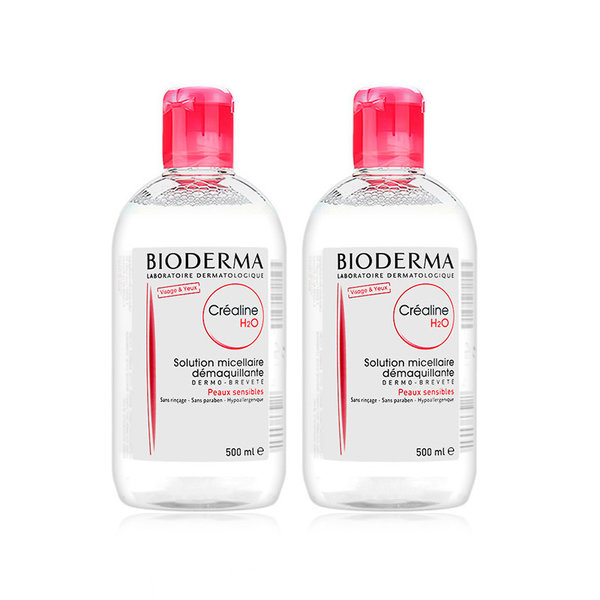 BIODERMA
LABORATOIRE DERMATOLOGIQUE
Visage & Yeux
Créaline
H2O
Solution micellaire
démaquillante
DERMO-BREVETÉ
Peaux sensibles
Sans rinçage - Sans paraben - Hypoallergénique
500 ml e
BIODERMA
LABORATOIRE DERMATOLOGIQUE
Visage & Yeux
Créaline
H2O
Solution micellaire
démaquillante
DERMO-BREVETÉ
Peaux sensibles
Sans rinçage - Sans paraben - Hypoallergénique
500 ml e